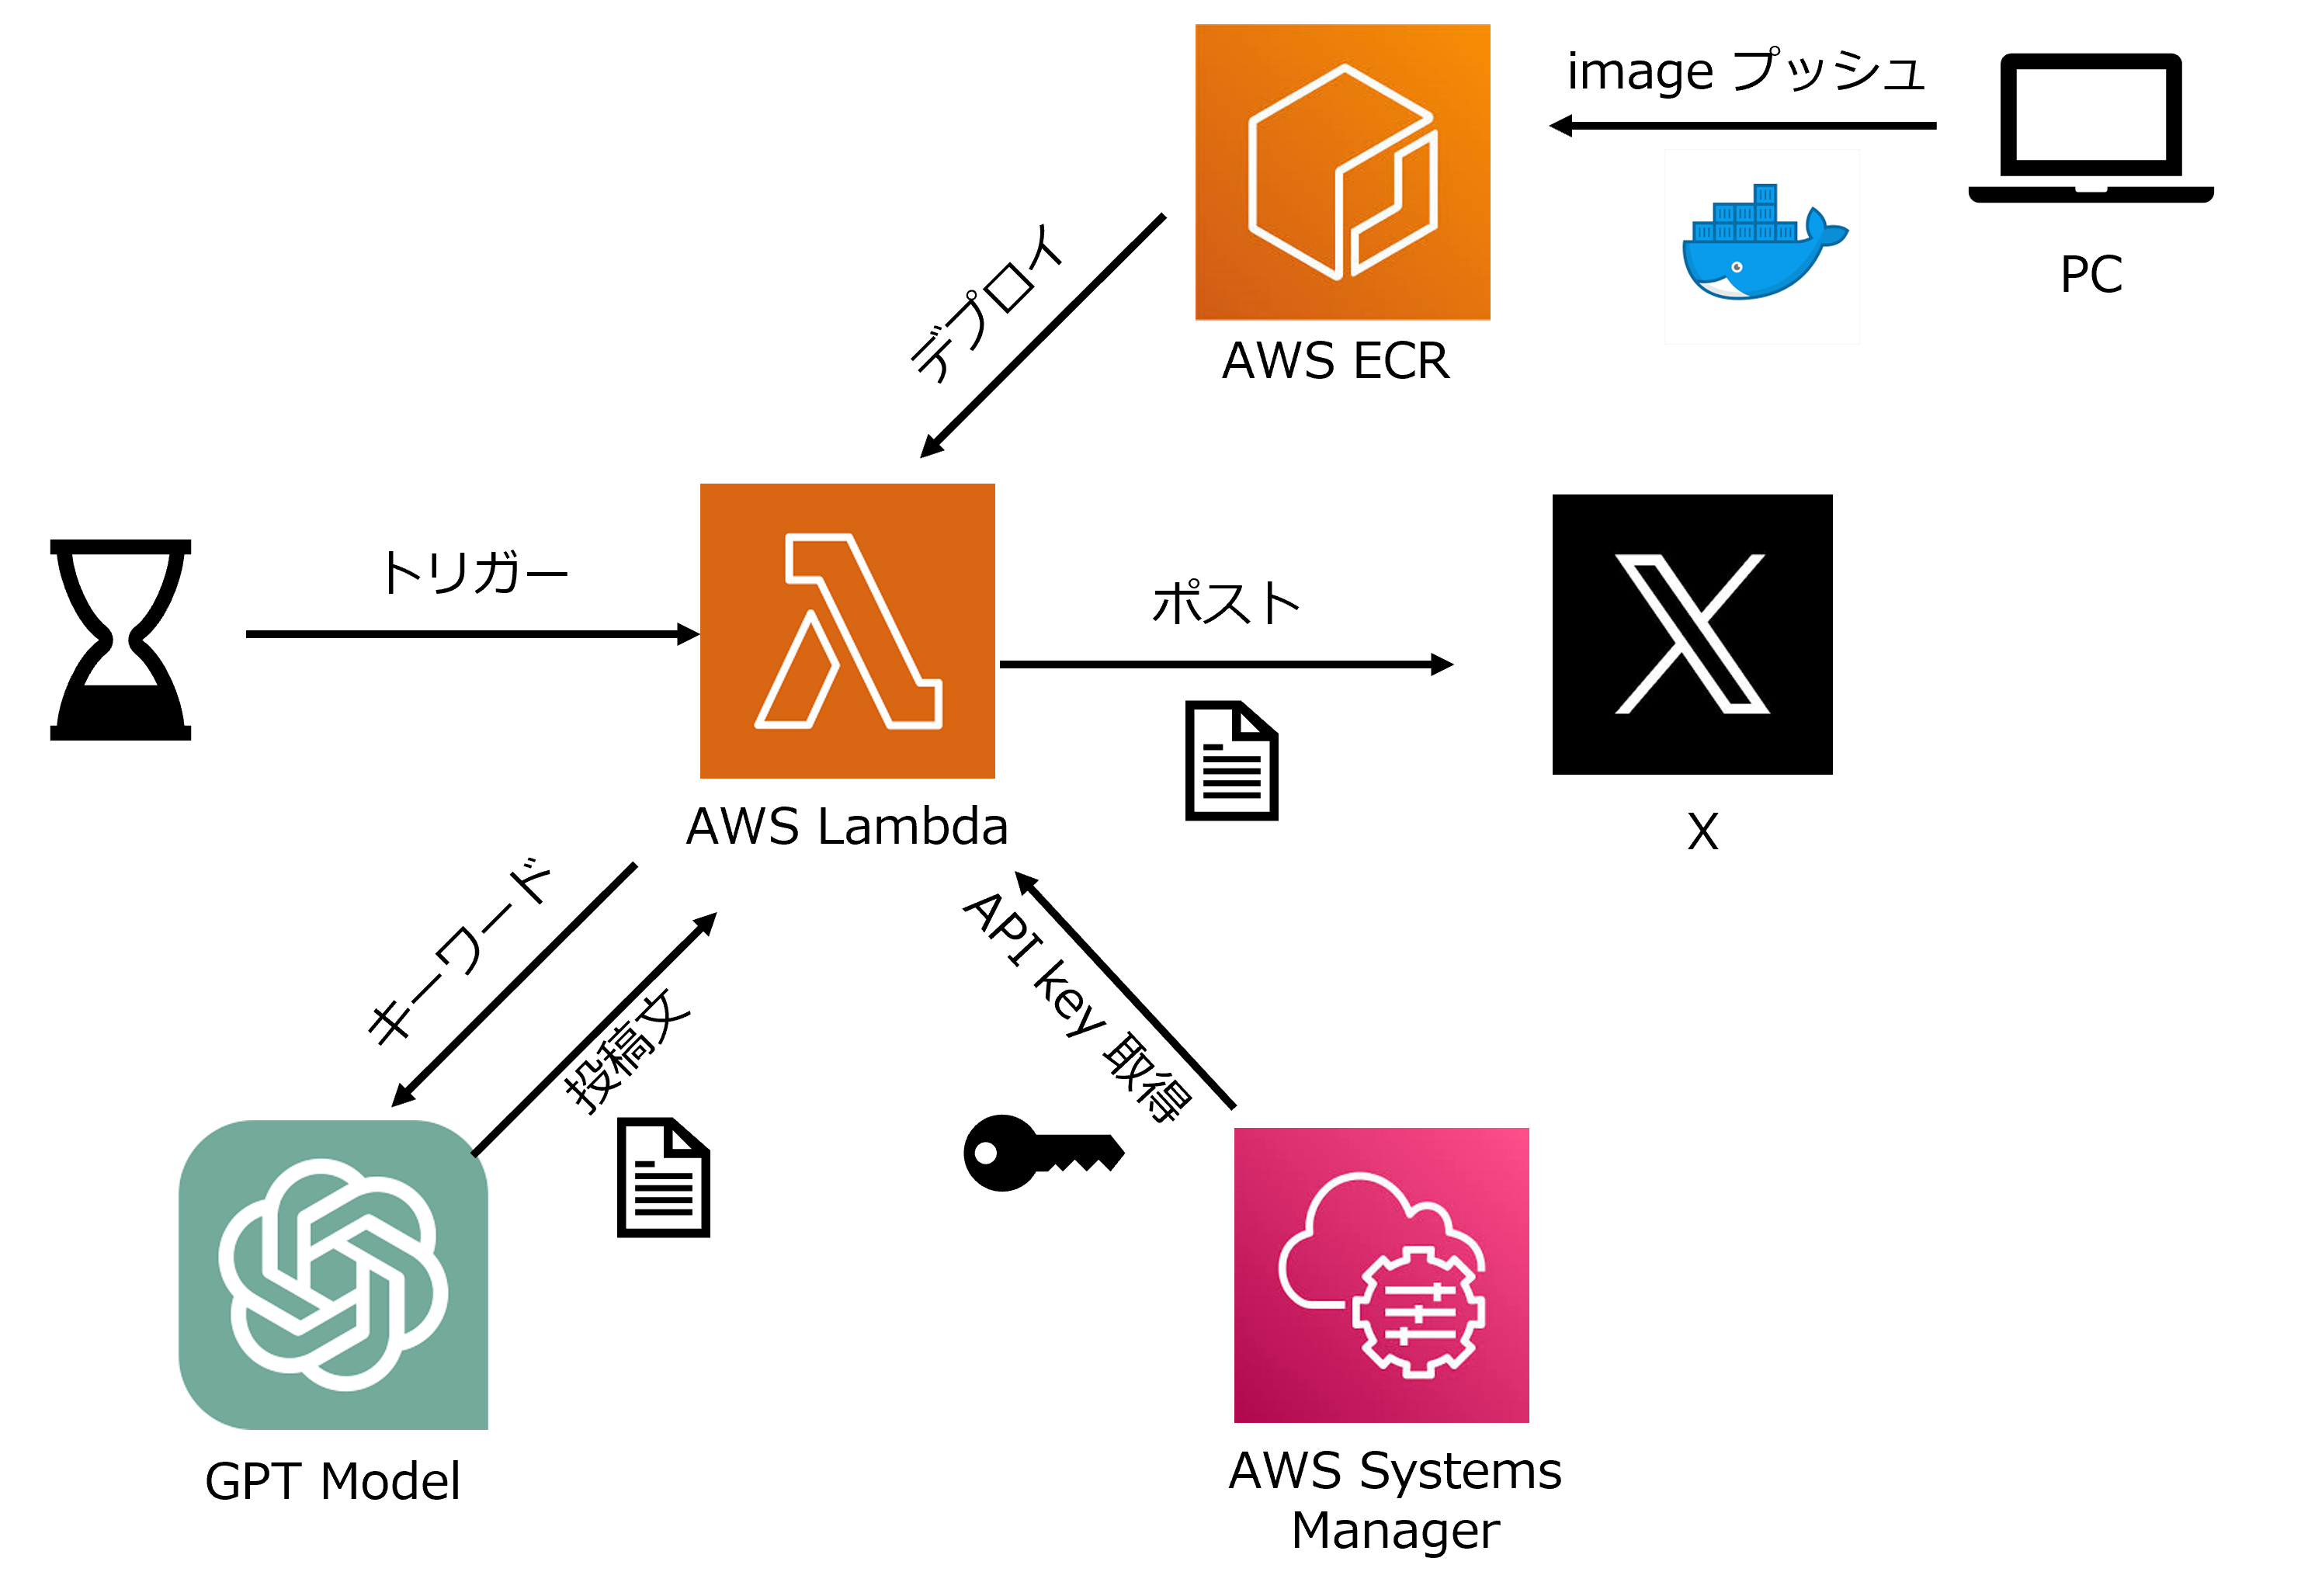 image プッシュ
PC
AWS ECR
デプロイ
トリガー
ポスト
AWS Lambda
X
キーワード
投稿文
API key 取得
GPT Model
AWS Systems
Manager